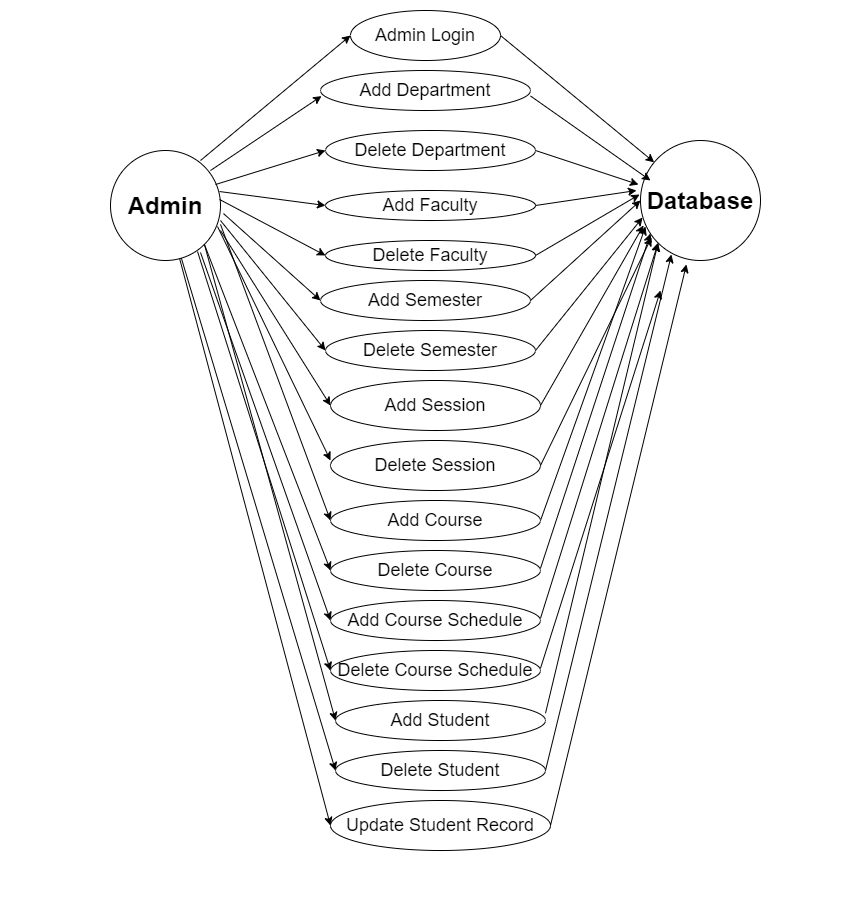 Admin Login
Add Department
Delete Department
Admin
Database
Add Faculty
Delete Faculty
Add Semester
Delete Semester
Add Session
Delete Session
Add Course
Delete Course
Add Course Schedule
Delete Course Schedule
Add Student
Delete Student
Update Student Record